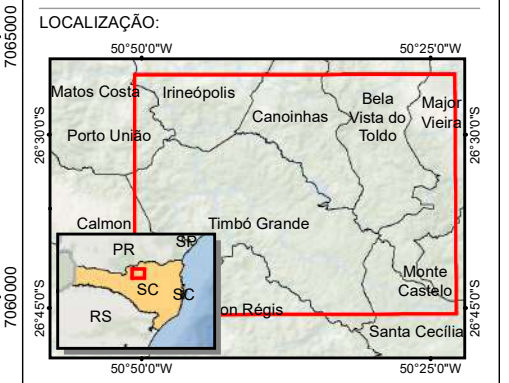 LOCALIZAÇÃO:
7065000
7060000
50°50'0"W
50°25'0"W
26°30'0"S
26°30'0"S
Matos Costa
Irineópolis
Bela
Vista do
Toldo
Major
Vieira
Canoinhas
Porto União
Calmon
Timbó Grande
Monte
Castelo
on Régis
Santa Cecília
PR
SP
SC
SC
RS
26°45'0"S
26°45'0"S
50°50'0"W
50°25'0"W